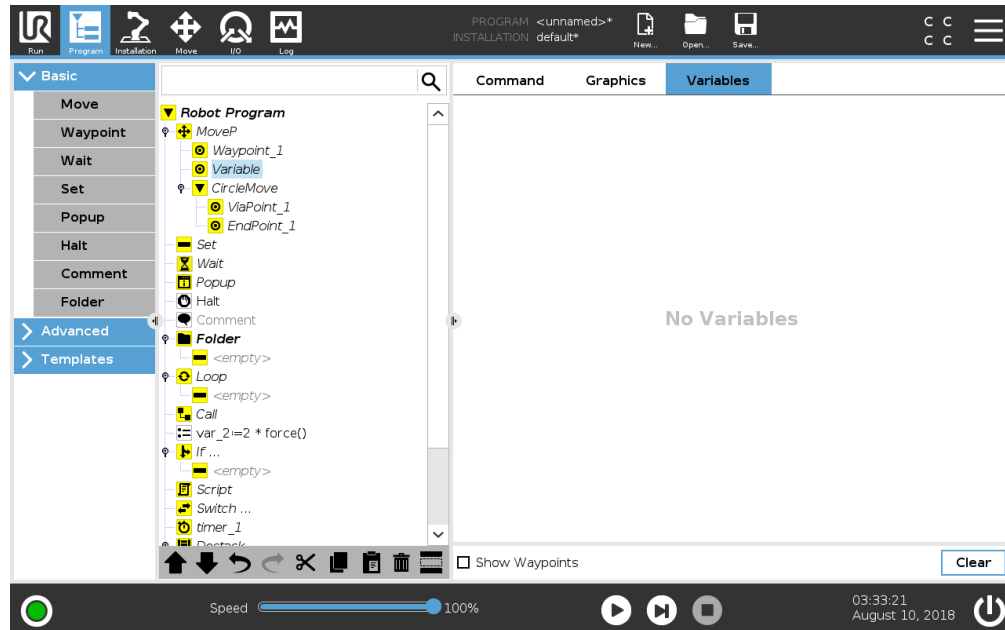 UR
PROGRAM <unnamed>*
INSTALLATION default*
C C
C C
Run Program Installation Move I/O Log New... Open... Save...
Basic
Move
Waypoint
Wait
Set
Popup
Halt
Comment
Folder
Advanced
Templates
Robot Program
MoveP
Waypoint_1
Variable
CircleMove
ViaPoint_1
EndPoint_1
Set
Wait
Popup
Halt
Comment
Folder
<empty>
Loop
<empty>
Call
var_2:=2 * force()
If ...
<empty>
Script
Switch ...
timer_1
Destack
Command Graphics Variables
No Variables
Show Waypoints Clear
Speed 100%
03:33:21
August 10, 2018